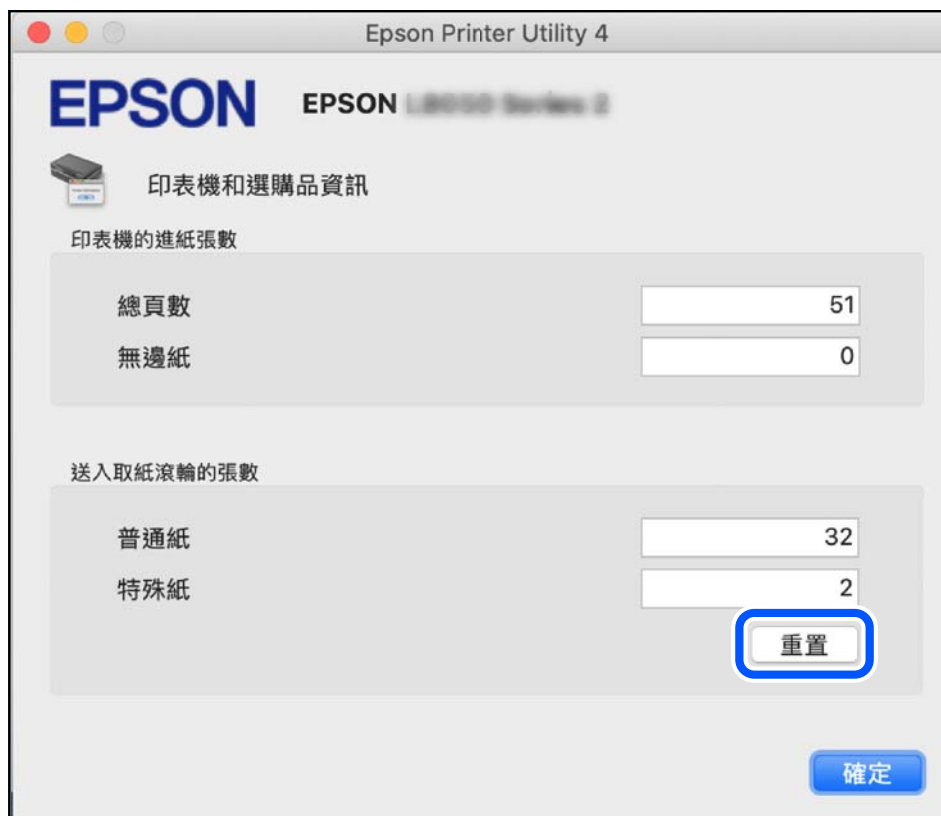 Epson Printer Utility 4
EPSON EPSON
印表機和選購品資訊
印表機的進紙張數
總頁數 51
無邊紙 0
送入取紙滾輪的張數
普通紙 32
特殊紙 2
重置
確定